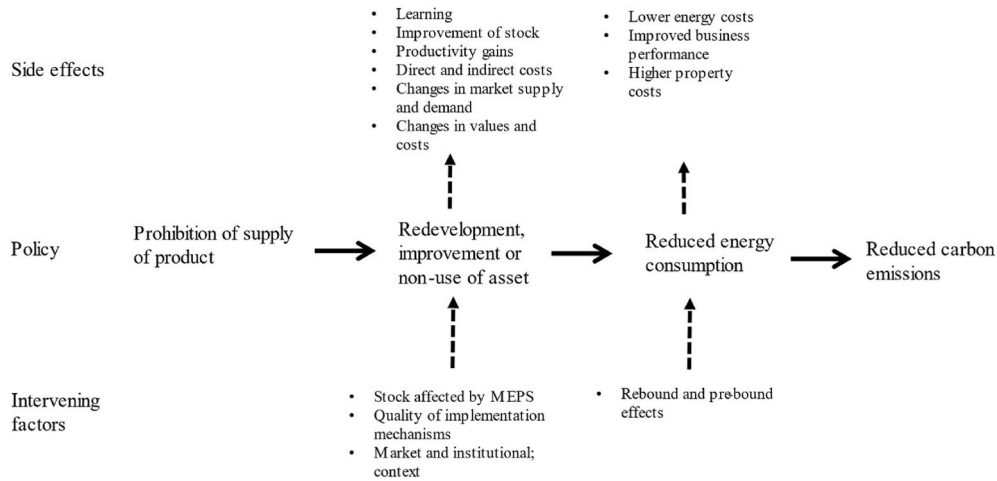 Side effects
• Learning
• Improvement of stock
• Productivity gains
• Direct and indirect costs
• Changes in market supply
and demand
• Changes in values and
costs
• Lower energy costs
• Improved business
performance
• Higher property
costs
Policy
Prohibition of supply
of product
Redevelopment,
improvement or
non-use of asset
Reduced energy
consumption
Reduced carbon
emissions
Intervening
factors
• Stock affected by MEPS
• Quality of implementation
mechanisms
• Market and institutional;
context
• Rebound and pre-bound
effects